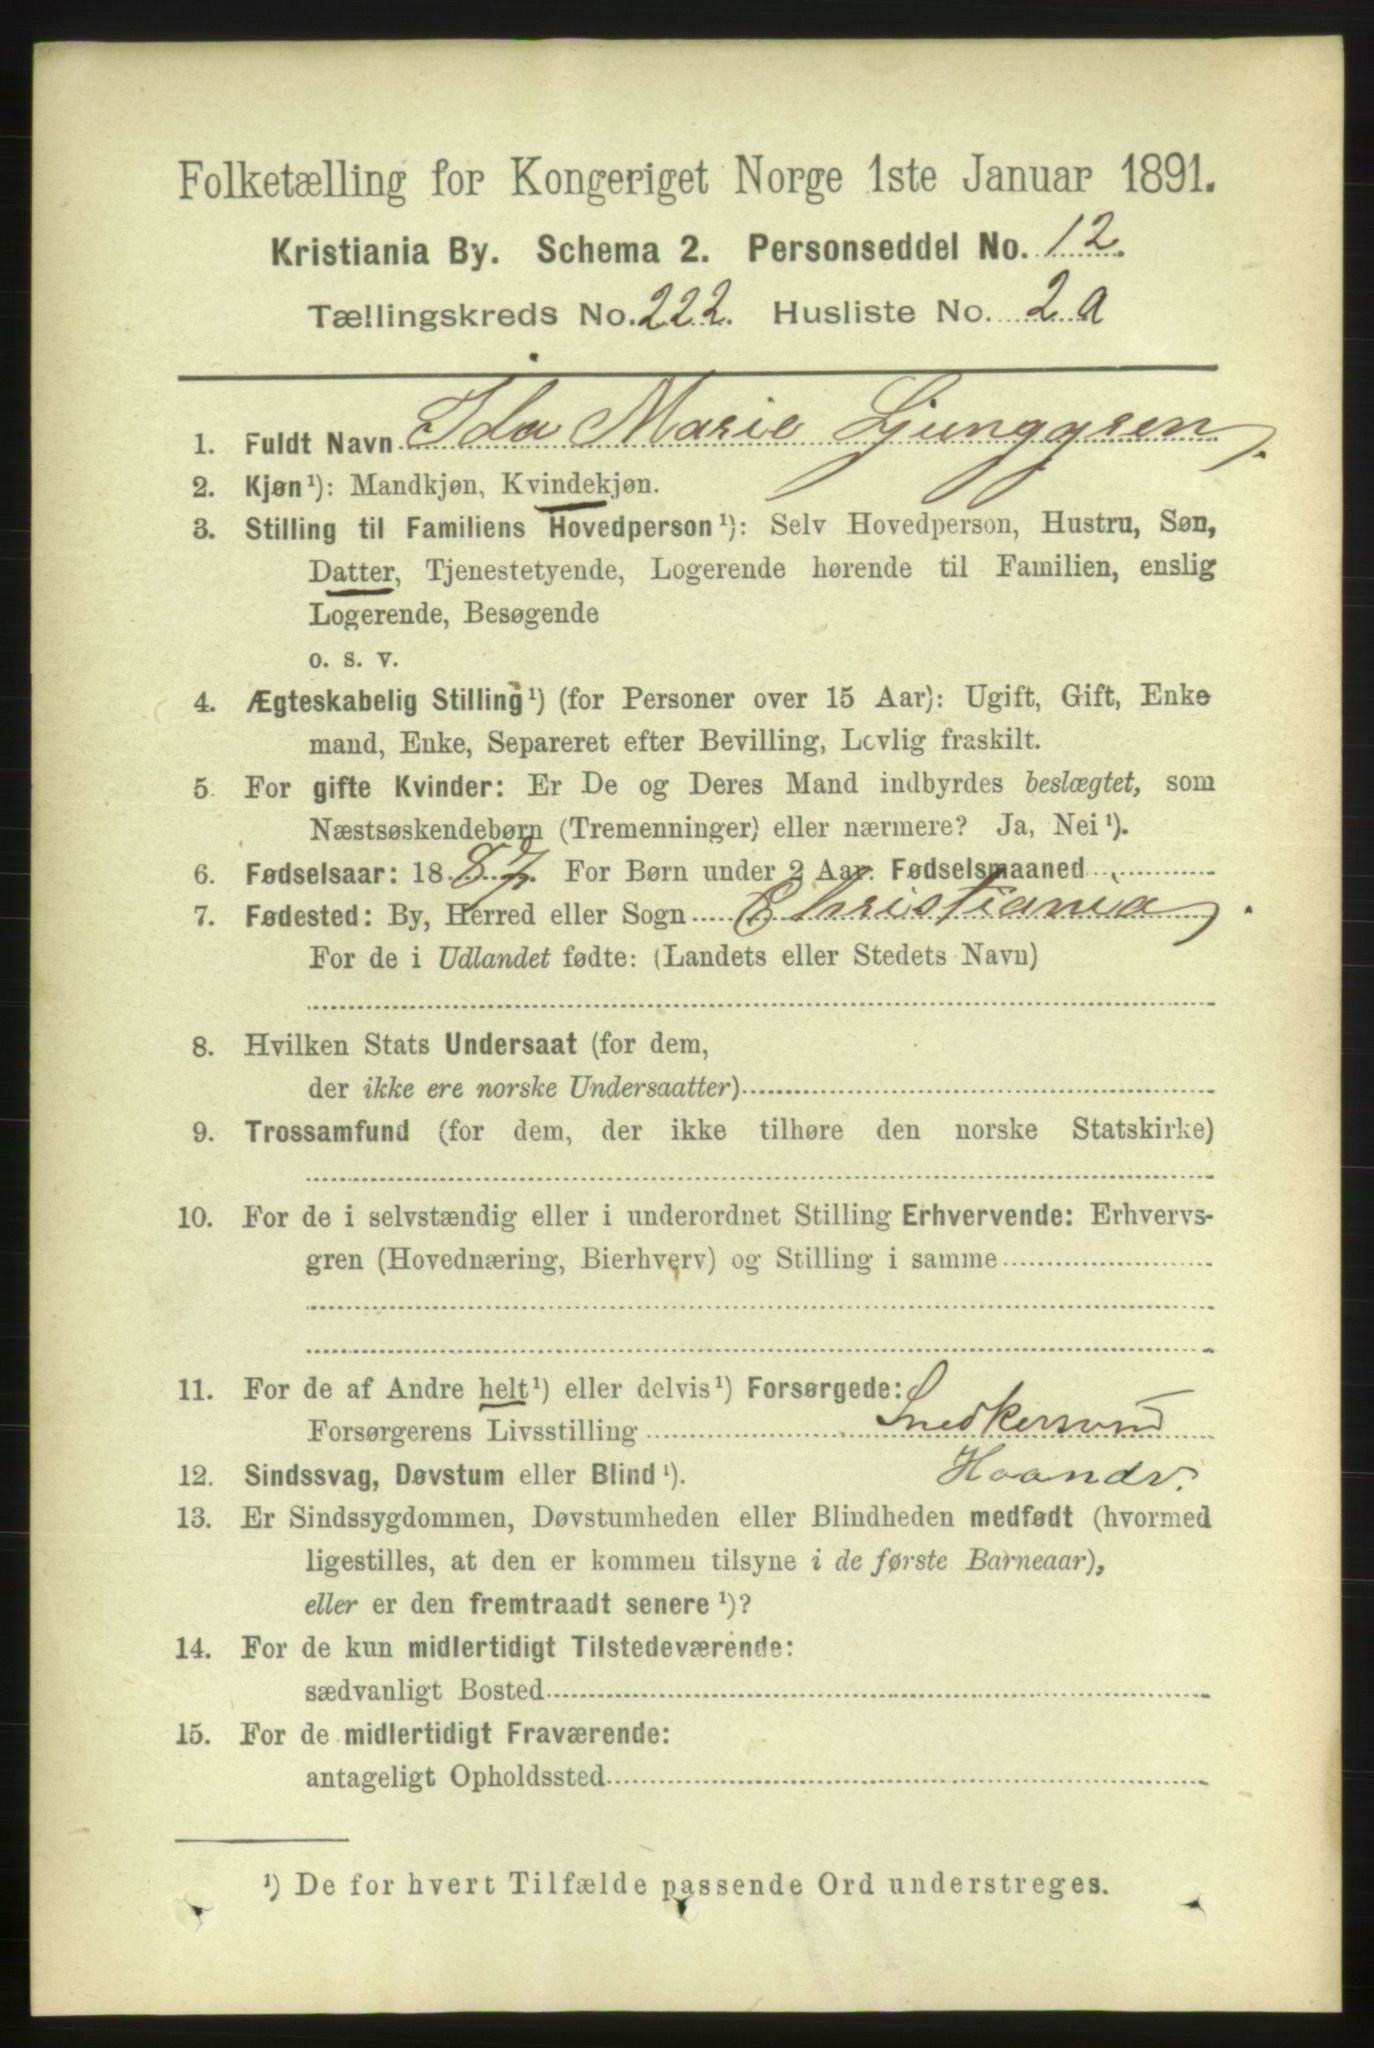 Folketælling for Kongeriget Norge 1ste Januar 1891.
Kristiania By. Schema 2. Personseddel No. 12.
Tællingskreds No. 222. Husliste No. 2a
1. Fuldt Navn Ida Marie Ljunggren.
2. Kjøn¹): Mandkjøn, Kvindekjøn.
3. Stilling til Familiens Hovedperson¹): Selv Hovedperson, Hustru, Søn,
Datter, Tjenestetyende, Logerende hørende til Familien, enslig
Logerende, Besøgende
o. s. v.
4. Ægteskabelig Stilling¹) (for Personer over 15 Aar): Ugift, Gift, Enke
mand, Enke, Separeret efter Bevilling, Lovlig fraskilt.
5. For gifte Kvinder: Er De og Deres Mand indbyrdes beslægtet, som
Næstsøskendebørn (Tremenninger) eller nærmere? Ja, Nei¹).
6. Fødselsaar: 1887. For Børn under 2 Aar. Fødselsmaaned
7. Fødested: By, Herred eller Sogn Christiania.
For de i Udlandet fødte: (Landets eller Stedets Navn)
8. Hvilken Stats Undersaat (for dem,
der ikke ere norske Undersaatter)
9. Trossamfund (for dem, der ikke tilhøre den norske Statskirke)
10. For de i selvstændig eller i underordnet Stilling Erhvervende: Erhvervs-
gren (Hovednæring, Bierhverv) og Stilling i samme
11. For de af Andre helt¹) eller delvis¹) Forsørgede:
Forsørgerens Livsstilling Snedkersvend
Haandv.
12. Sindssvag, Døvstum eller Blind¹).
13. Er Sindssygdommen, Døvstumheden eller Blindheden medfødt (hvormed
ligestilles, at den er kommen tilsyne i de første Barneaar),
eller er den fremtraadt senere¹)?
14. For de kun midlertidigt Tilstedeværende:
sædvanligt Bosted
15. For de midlertidigt Fraværende:
antageligt Opholdssted
¹) De for hvert Tilfælde passende Ord understreges.